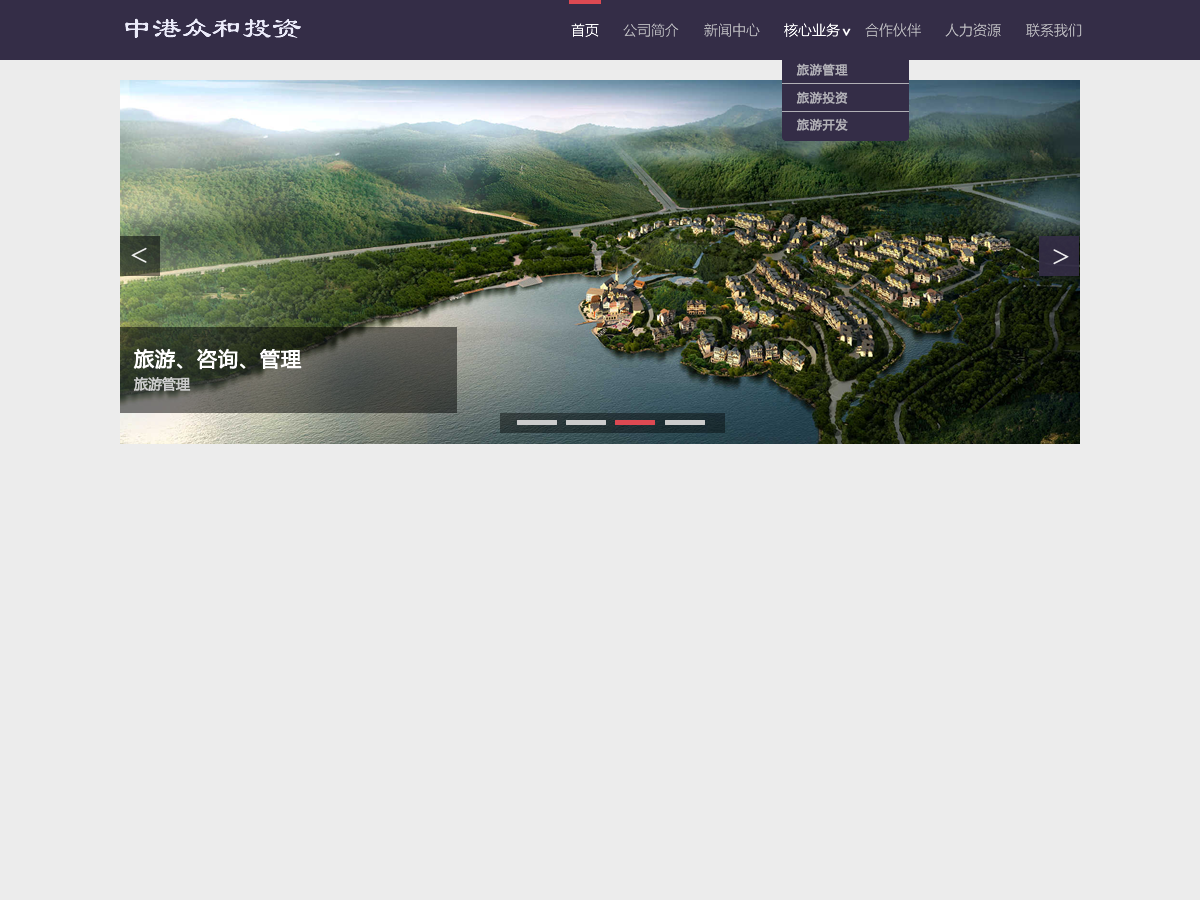 中港众和投资
首页 公司简介 新闻中心 核心业务 合作伙伴 人力资源 联系我们
旅游管理
旅游投资
旅游开发
<
>
旅游、咨询、管理
旅游管理